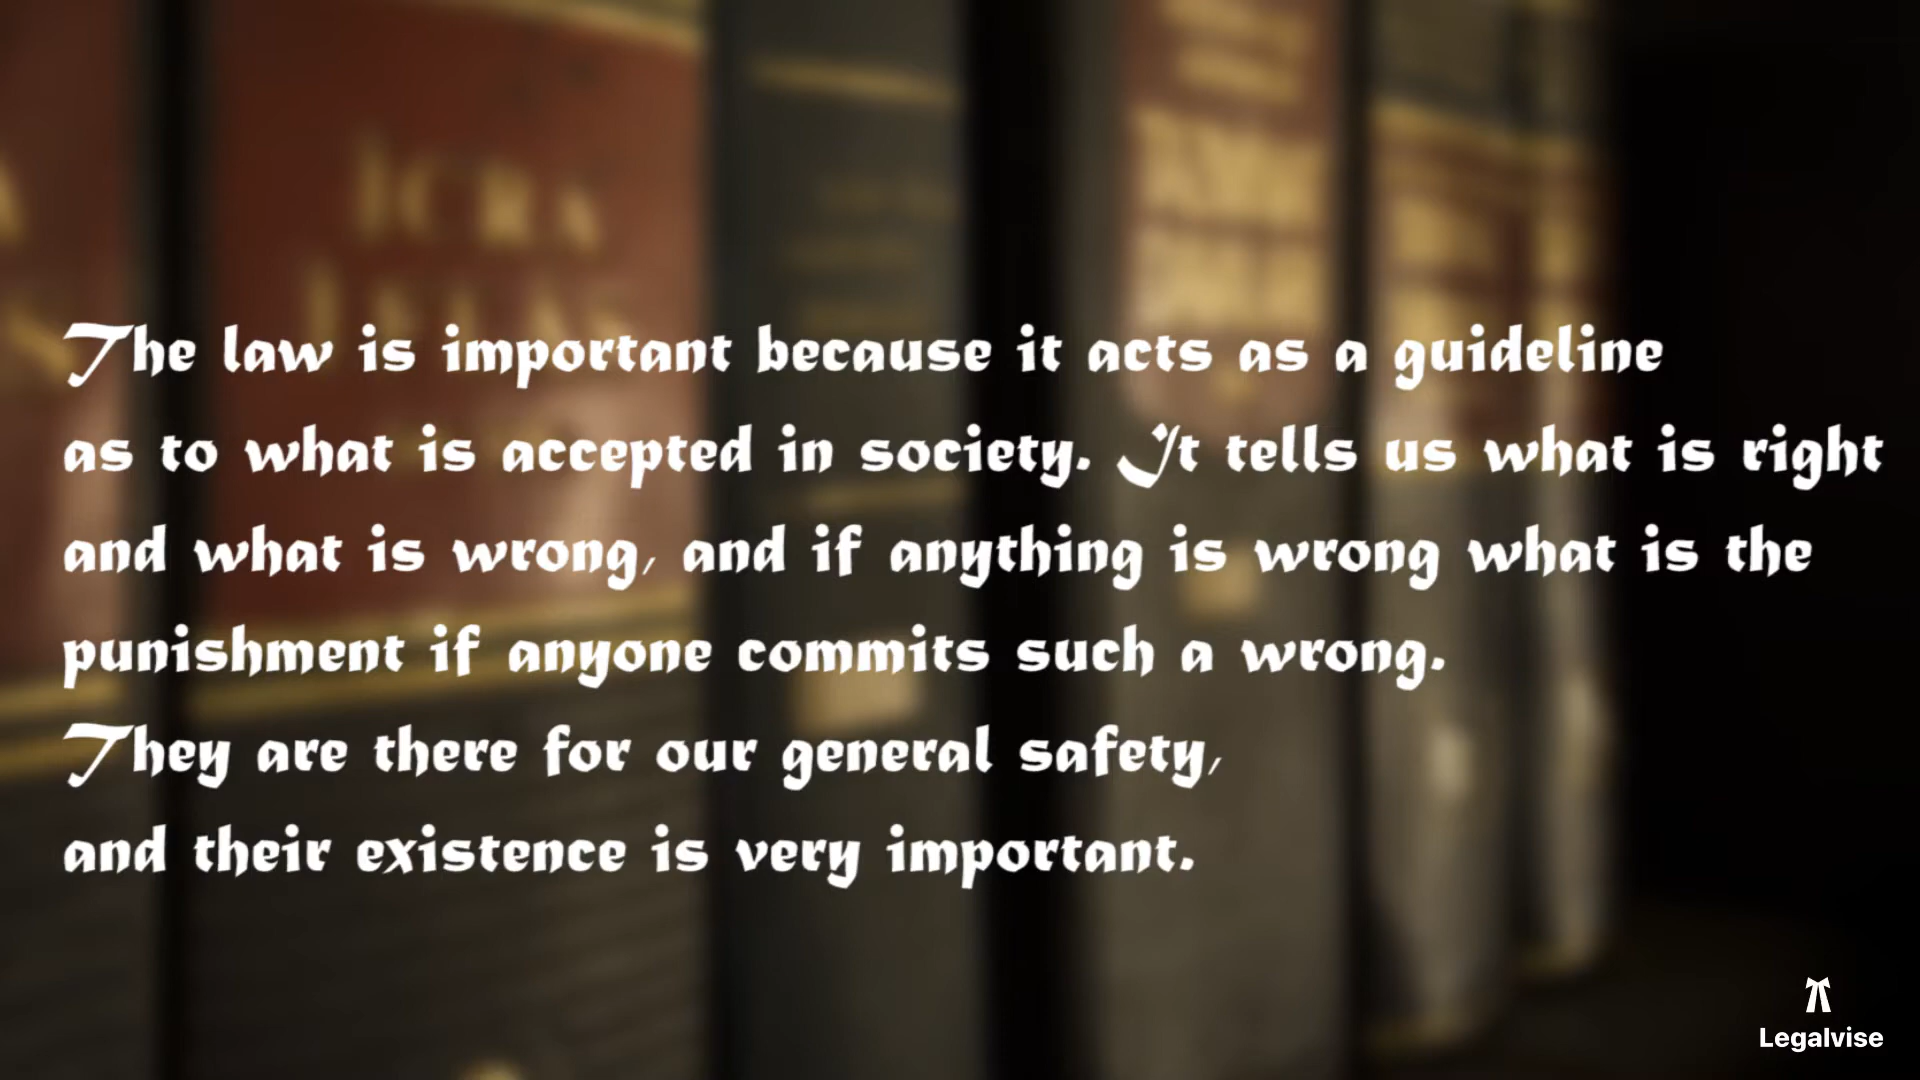 The law is important because it acts as a guideline
as to what is accepted in society. It tells us what is right
and what is wrong, and if anything is wrong what is the
punishment if anyone commits such a wrong.
They are there for our general safety,
and their existence is very important.
Legalvise